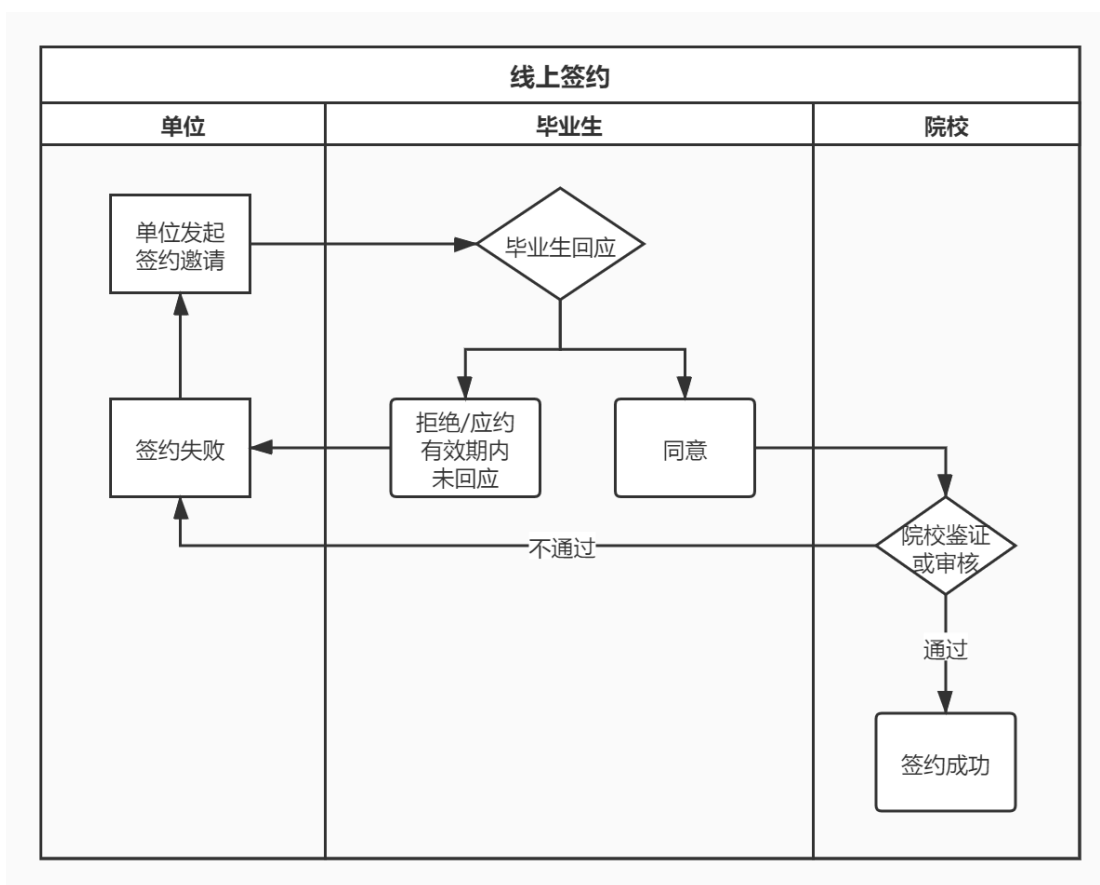 线上签约
单位
毕业生
院校
单位发起
签约邀请
毕业生回应
签约失败
拒绝/应约
有效期内
未回应
同意
院校鉴证
或审核
不通过
通过
签约成功